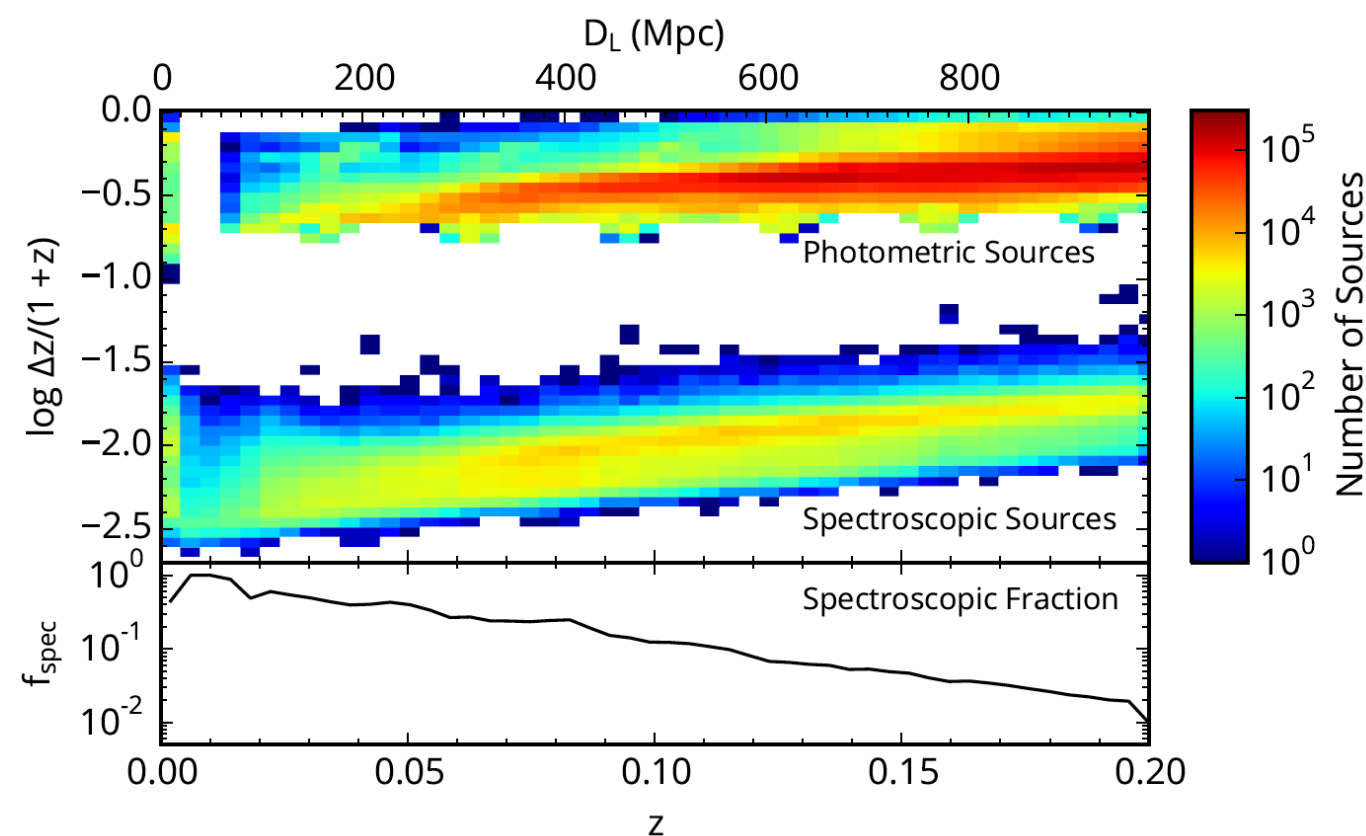 D_L (Mpc)
0 200 400 600 800
0.0
−0.5
−1.0
−1.5
−2.0
−2.5
log Δz/(1 + z)
Photometric Sources
Spectroscopic Sources
10^5
10^4
10^3
10^2
10^1
10^0
Number of Sources
10^0
10^-1
10^-2
f_spec
Spectroscopic Fraction
0.00 0.05 0.10 0.15 0.20
z